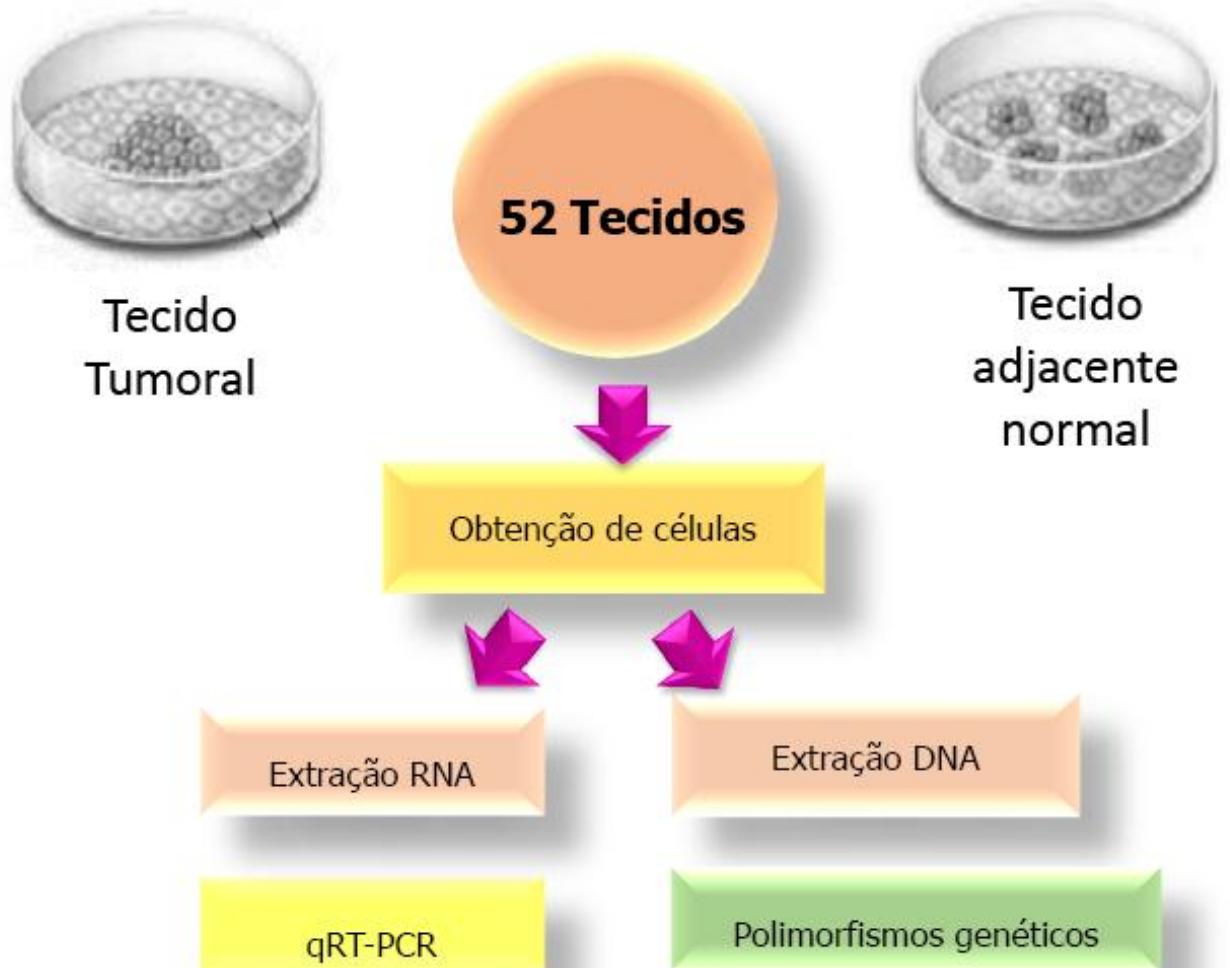 52 Tecidos
Tecido
Tumoral
Tecido
adjacente
normal
Obtenção de células
Extração RNA
Extração DNA
qRT-PCR
Polimorfismos genéticos